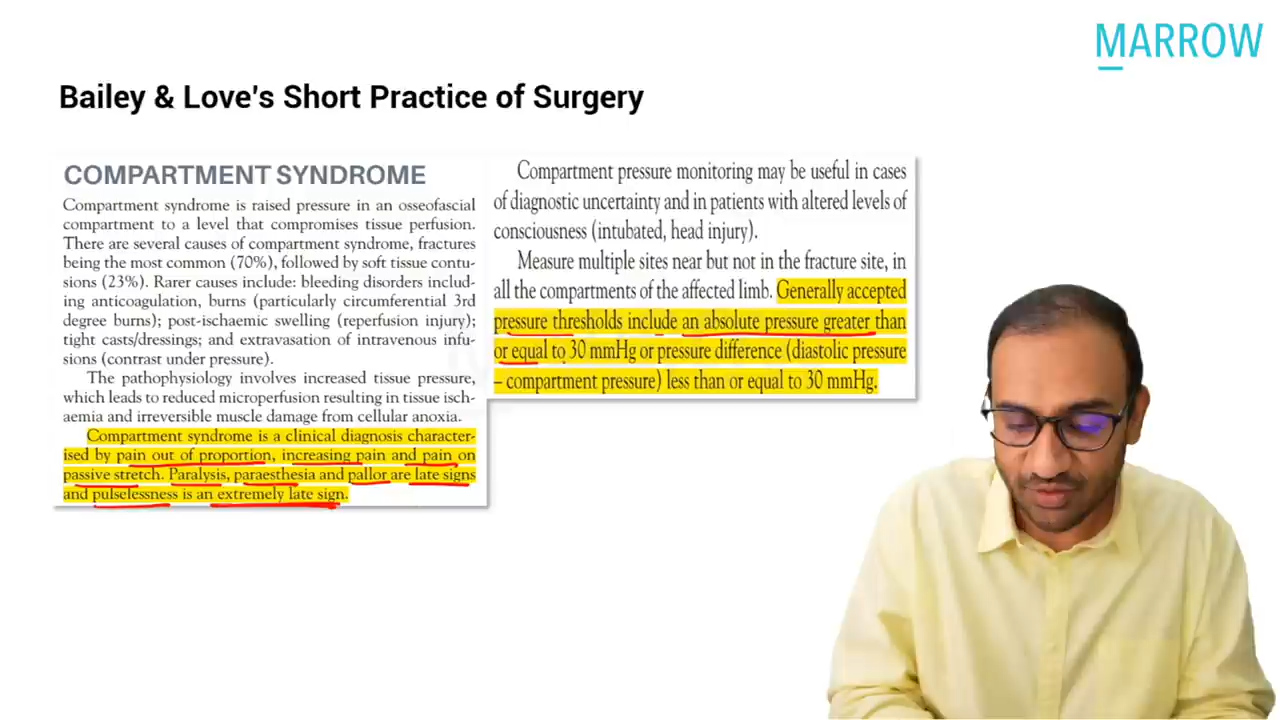 MARROW
Bailey & Love's Short Practice of Surgery
COMPARTMENT SYNDROME
Compartment syndrome is raised pressure in an osseofascial
compartment to a level that compromises tissue perfusion.
There are several causes of compartment syndrome, fractures
being the most common (70%), followed by soft tissue contu-
sions (23%). Rarer causes include: bleeding disorders includ-
ing anticoagulation, burns (particularly circumferential 3rd
degree burns); post-ischaemic swelling (reperfusion injury);
tight casts/dressings; and extravasation of intravenous infu-
sions (contrast under pressure).
The pathophysiology involves increased tissue pressure,
which leads to reduced microperfusion resulting in tissue isch-
aemia and irreversible muscle damage from cellular anoxia.
Compartment syndrome is a clinical diagnosis character-
ised by pain out of proportion, increasing pain and pain on
passive stretch. Paralysis, paraesthesia and pallor are late signs
and pulselessness is an extremely late sign.
Compartment pressure monitoring may be useful in cases
of diagnostic uncertainty and in patients with altered levels of
consciousness (intubated, head injury).
Measure multiple sites near but not in the fracture site, in
all the compartments of the affected limb. Generally accepted
pressure thresholds include an absolute pressure greater than
or equal to 30 mmHg or pressure difference (diastolic pressure
– compartment pressure) less than or equal to 30 mmHg.